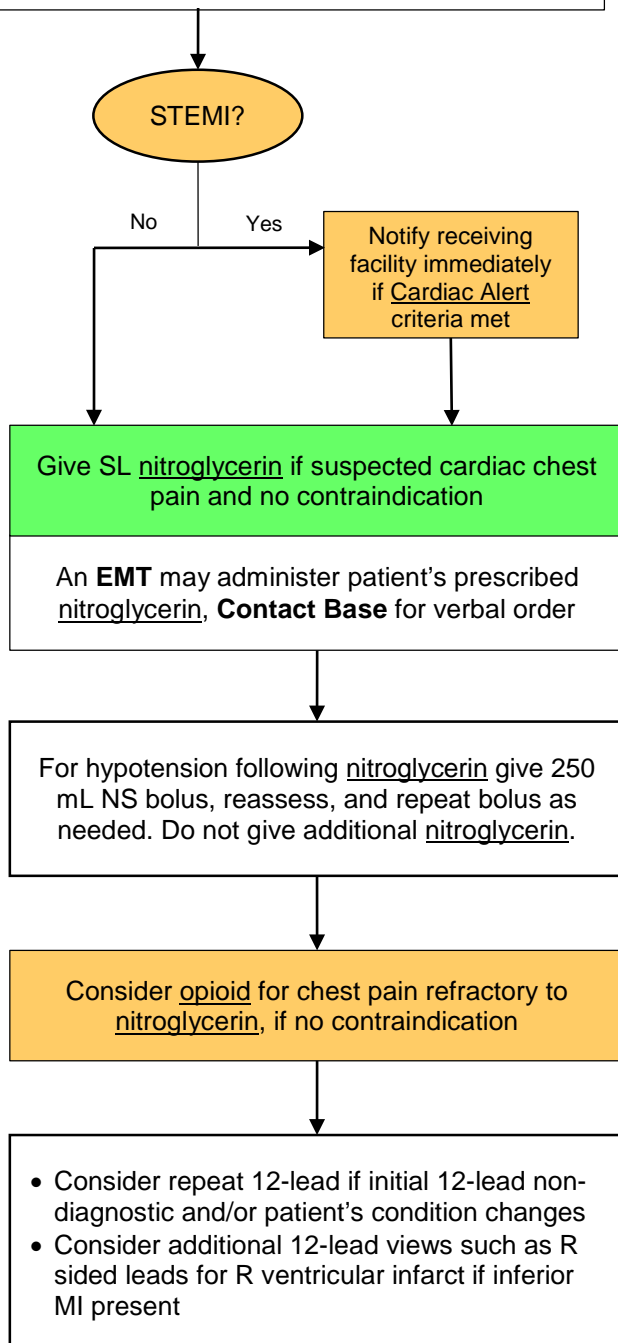 STEMI?
No
Yes
Notify receiving
facility immediately
if Cardiac Alert
criteria met
Give SL nitroglycerin if suspected cardiac chest
pain and no contraindication
An EMT may administer patient's prescribed
nitroglycerin, Contact Base for verbal order
For hypotension following nitroglycerin give 250
mL NS bolus, reassess, and repeat bolus as
needed. Do not give additional nitroglycerin.
Consider opioid for chest pain refractory to
nitroglycerin, if no contraindication
• Consider repeat 12-lead if initial 12-lead non-
diagnostic and/or patient's condition changes
• Consider additional 12-lead views such as R
sided leads for R ventricular infarct if inferior
MI present